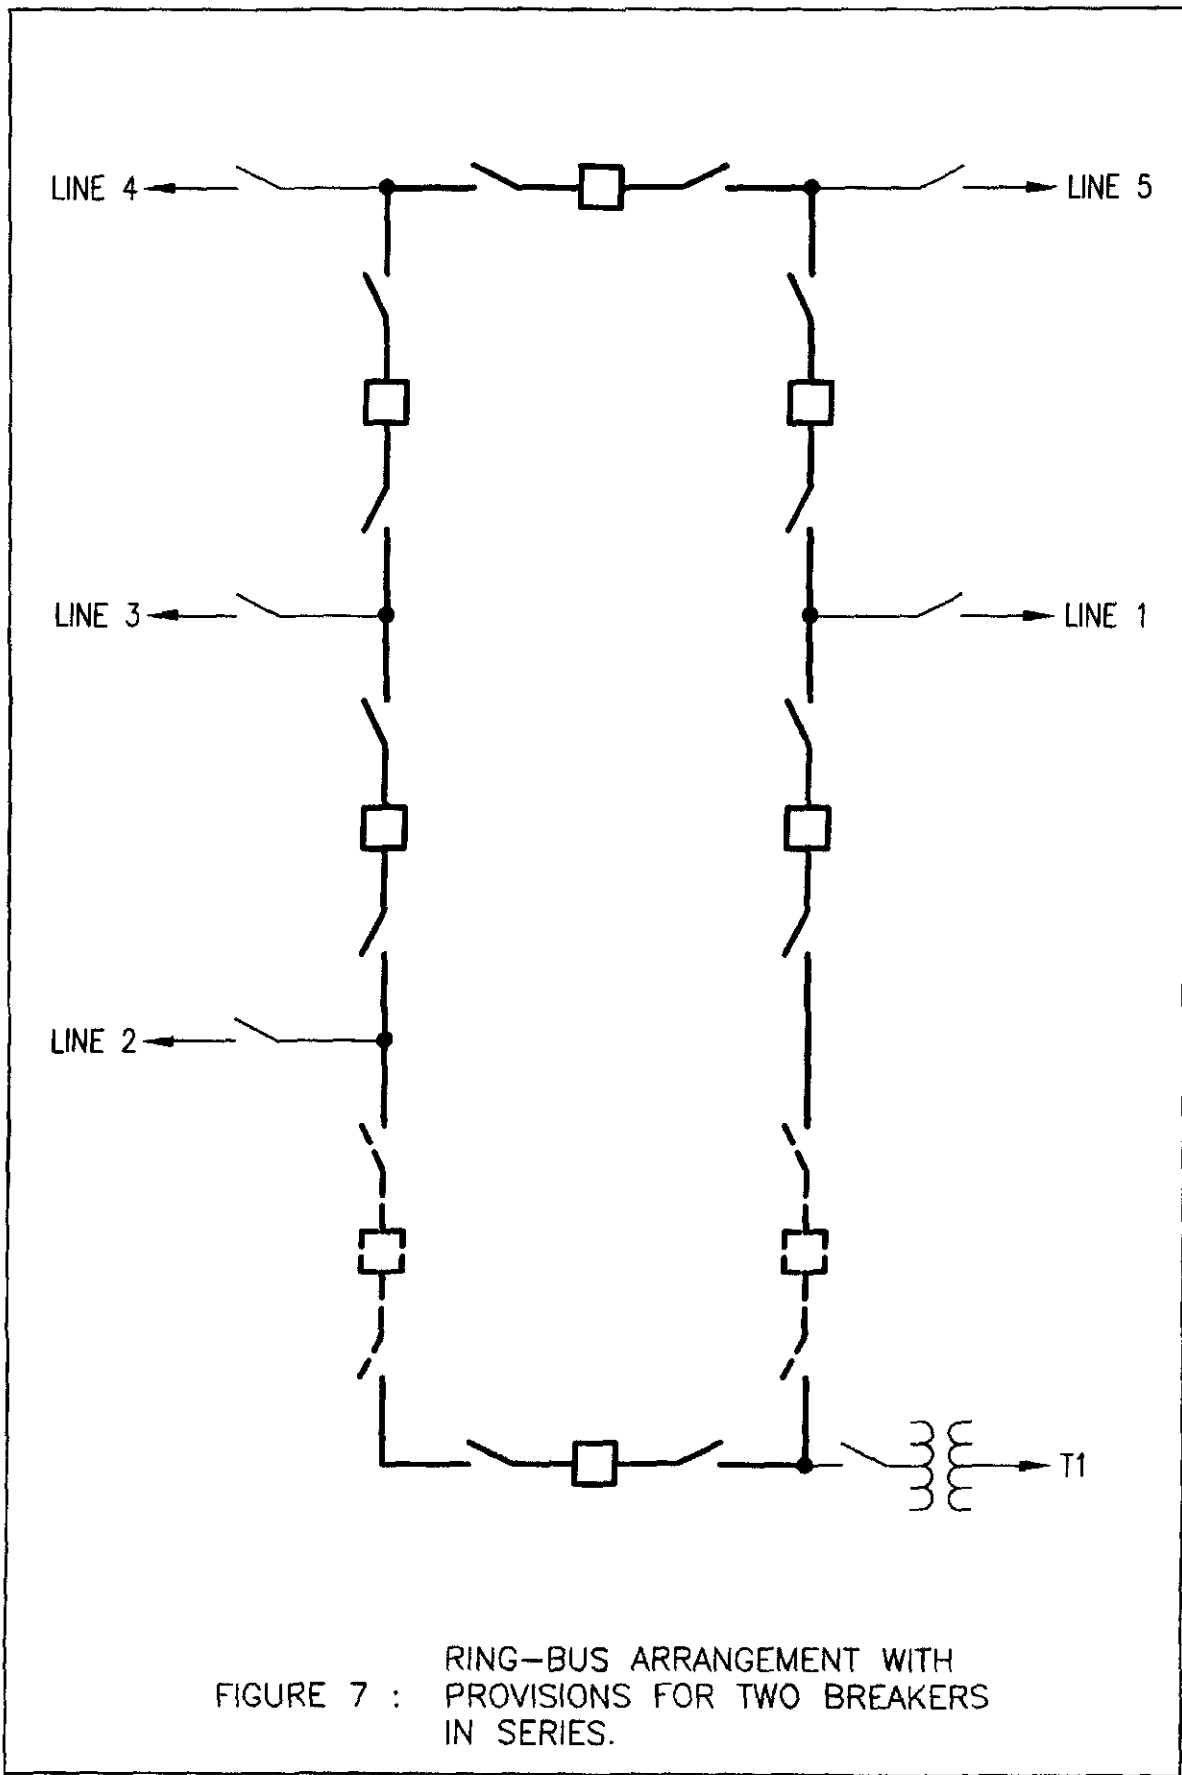 LINE 4
LINE 5
LINE 3
LINE 1
LINE 2
T1
FIGURE 7 : RING-BUS ARRANGEMENT WITH
PROVISIONS FOR TWO BREAKERS
IN SERIES.